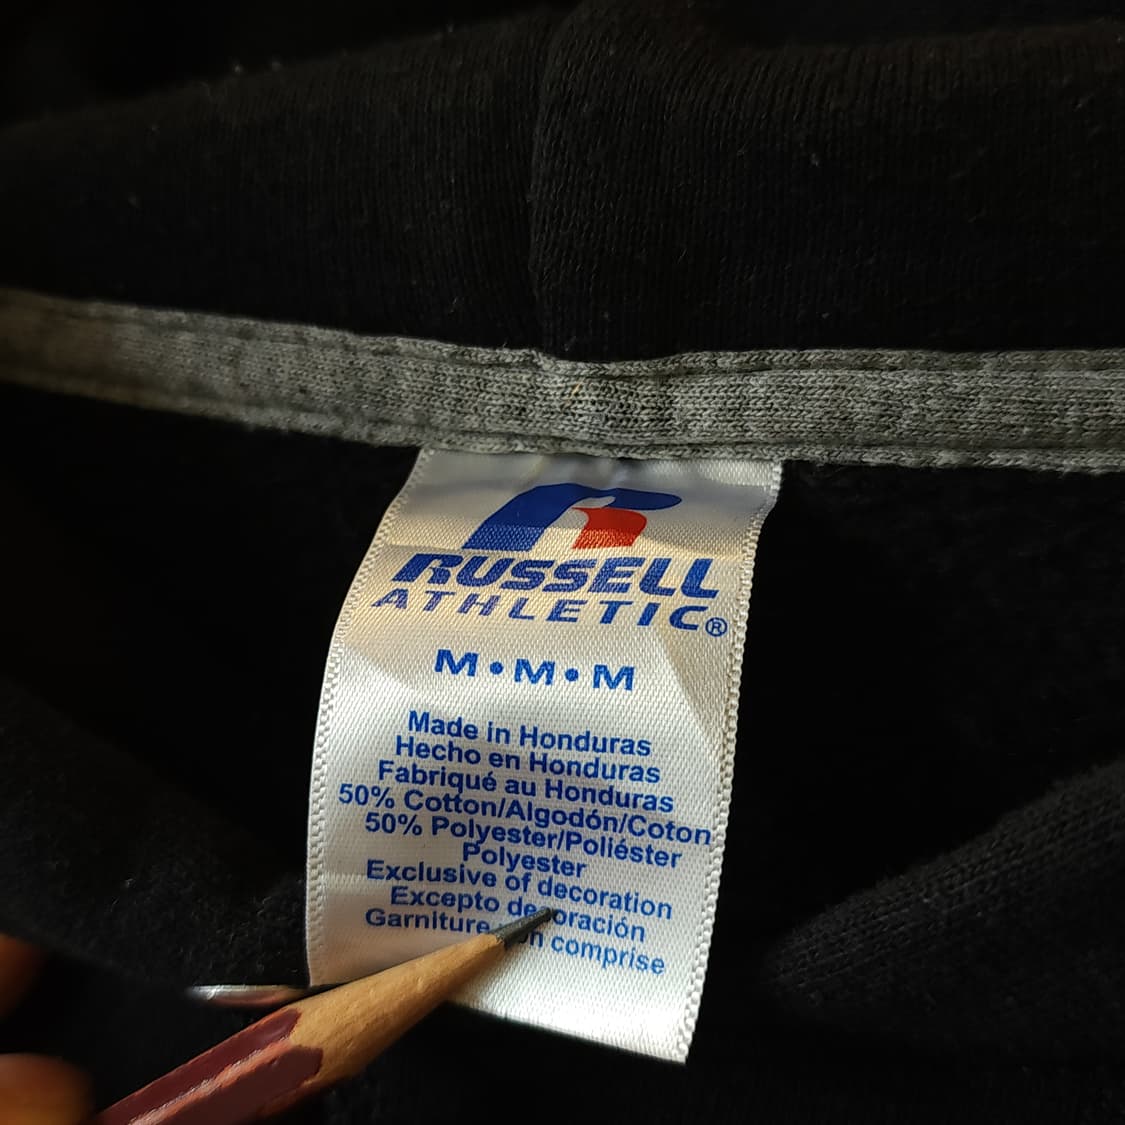 RUSSELL
ATHLETIC®
M•M•M
Made in Honduras
Hecho en Honduras
Fabriqué au Honduras
50% Cotton/Algodón/Coton
50% Polyester/Poliéster
Polyester
Exclusive of decoration
Excepto decoración
Garniture comprise